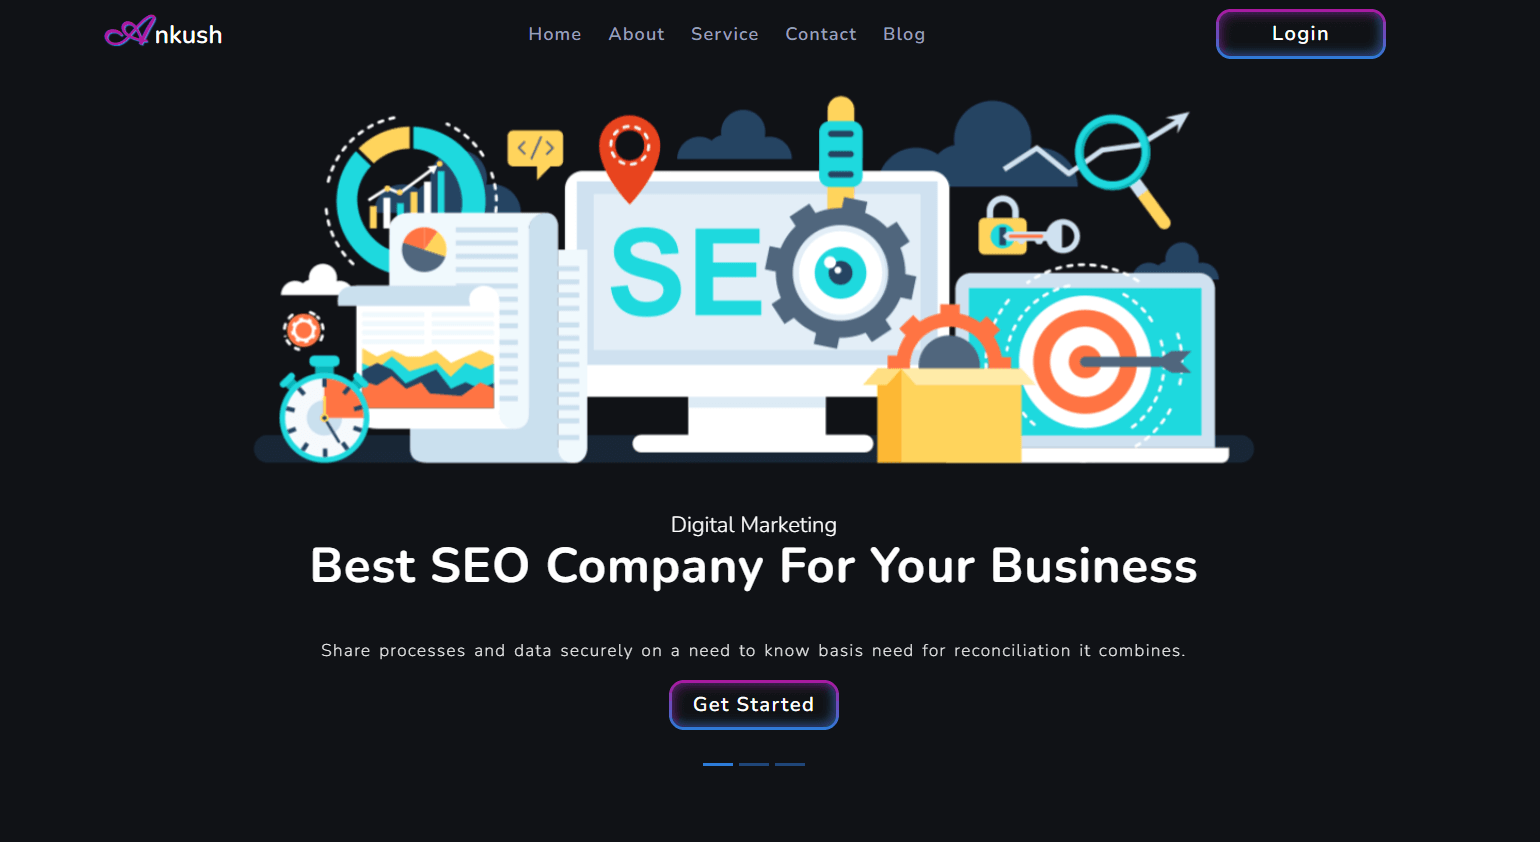 Ankush
Home About Service Contact Blog
Login
</>
SE
Digital Marketing
Best SEO Company For Your Business
Share processes and data securely on a need to know basis need for reconciliation it combines.
Get Started